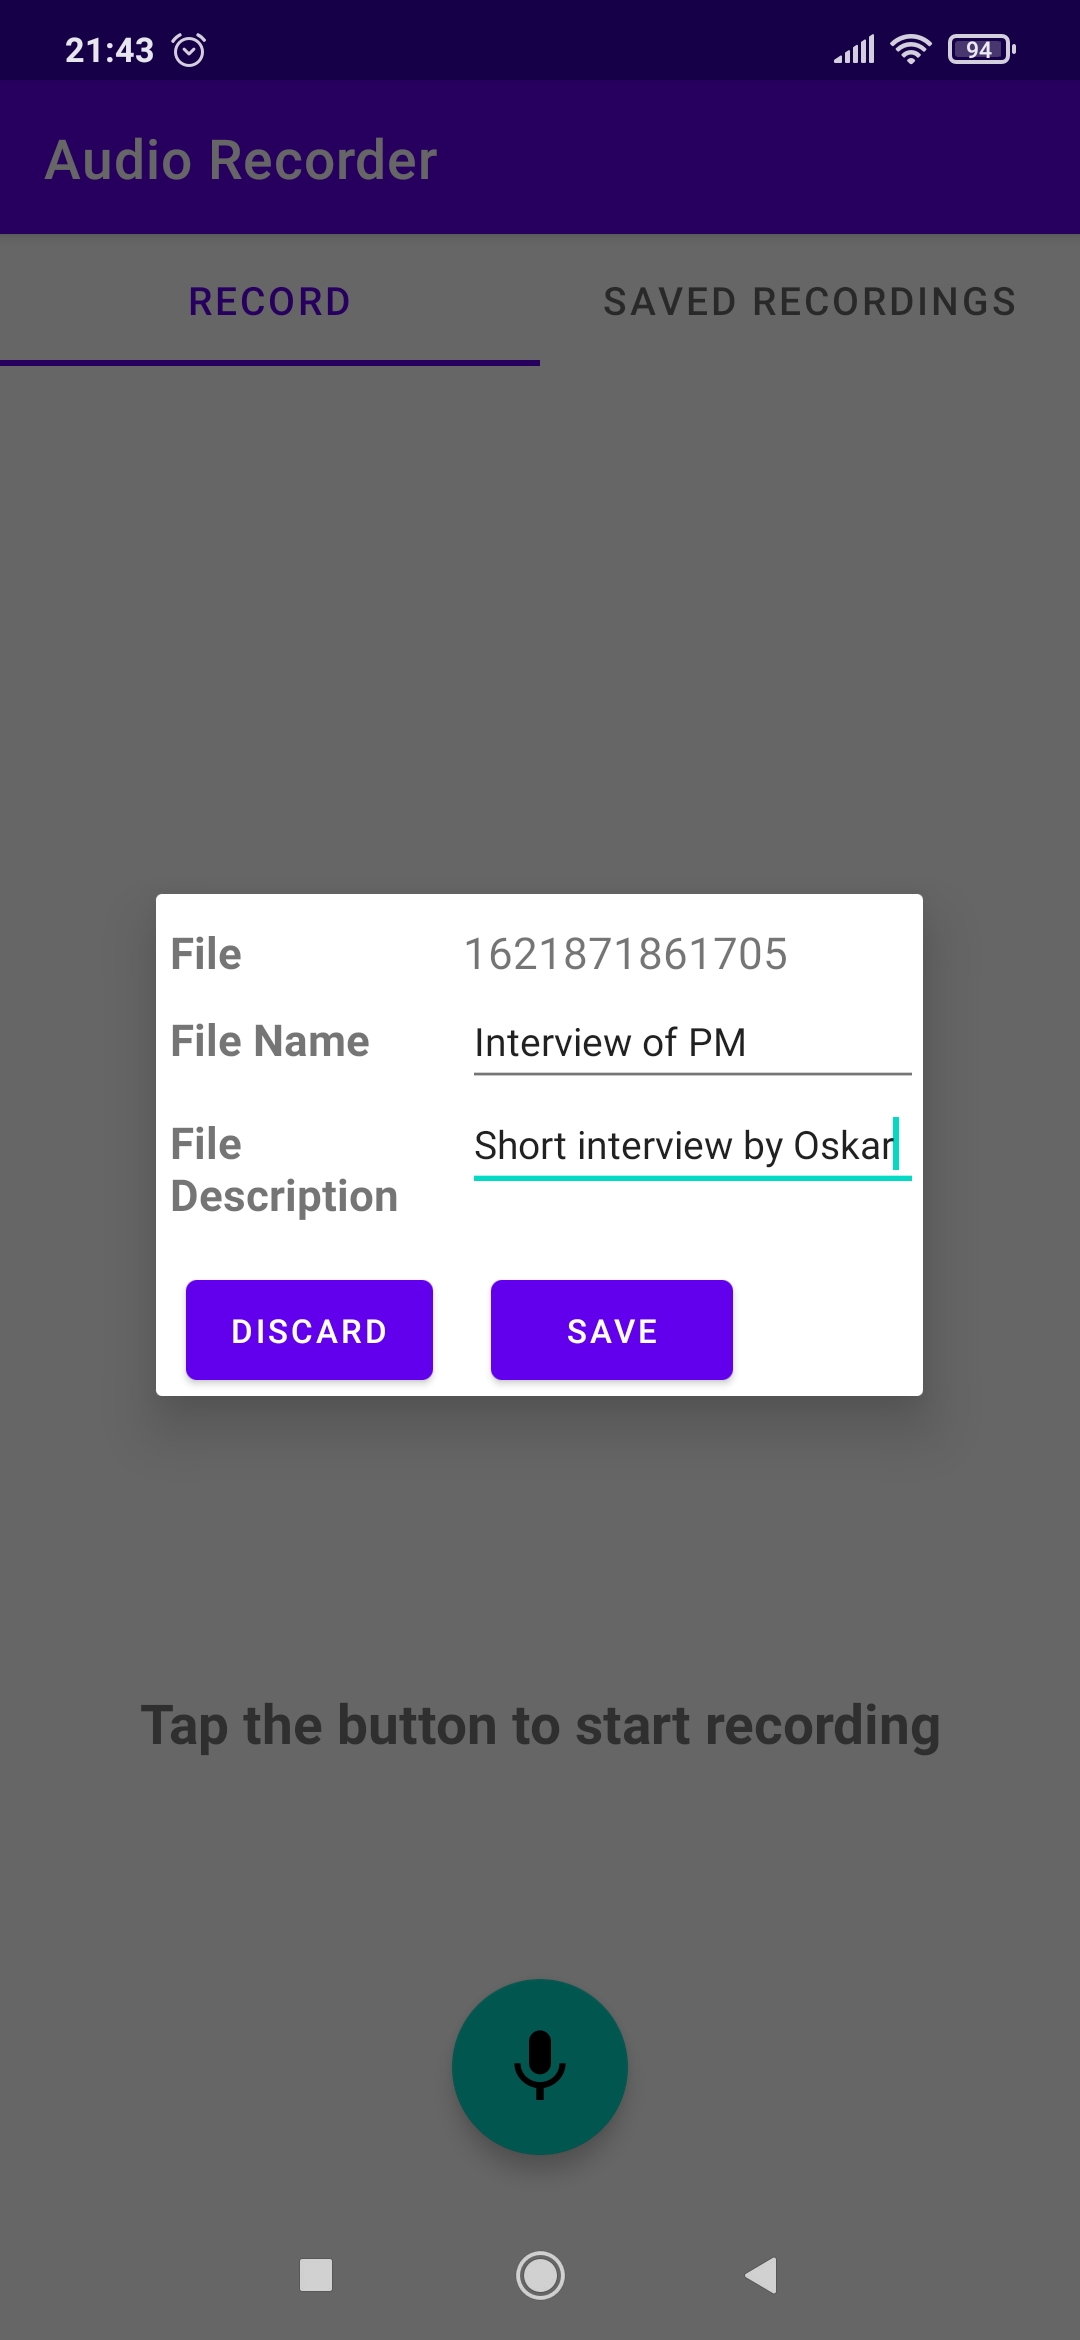 21:43
94
Audio Recorder
RECORD
SAVED RECORDINGS
File
1621871861705
File Name
Interview of PM
File
Description
Short interview by Oskar
DISCARD
SAVE
Tap the button to start recording